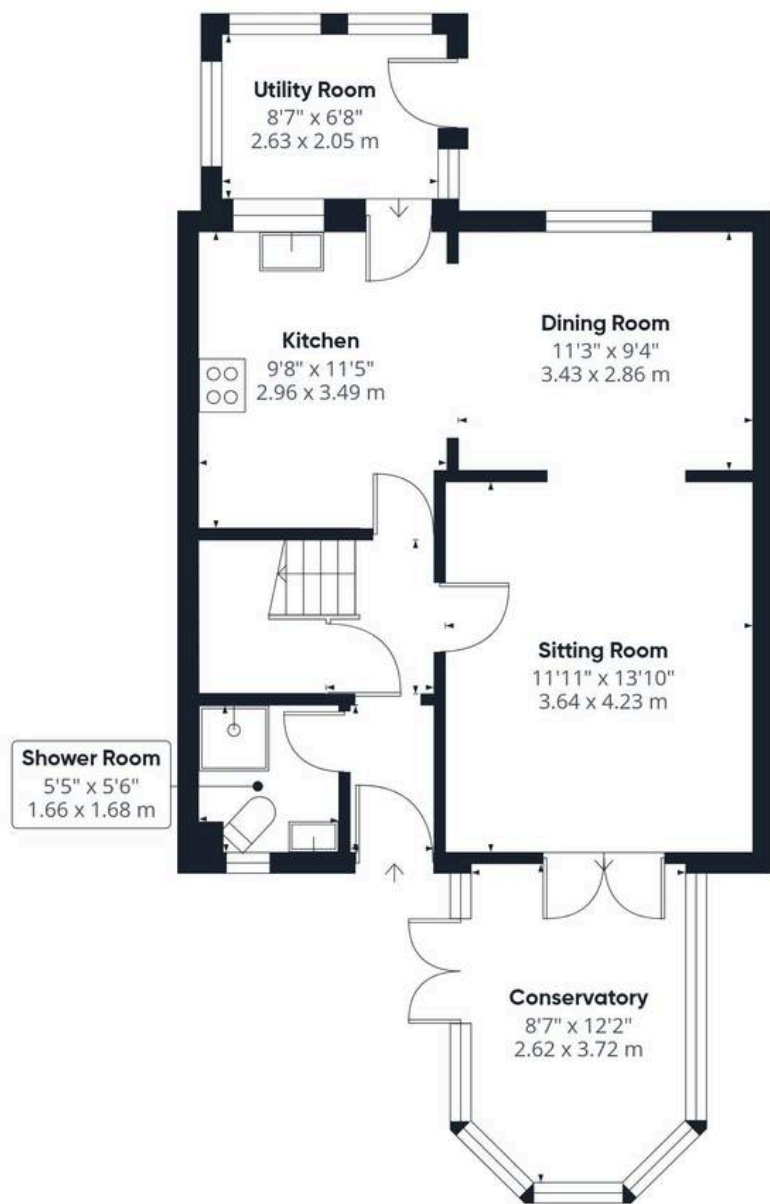 Utility Room
8'7" x 6'8"
2.63 x 2.05 m
Kitchen
9'8" x 11'5"
2.96 x 3.49 m
Dining Room
11'3" x 9'4"
3.43 x 2.86 m
Sitting Room
11'11" x 13'10"
3.64 x 4.23 m
Shower Room
5'5" x 5'6"
1.66 x 1.68 m
Conservatory
8'7" x 12'2"
2.62 x 3.72 m